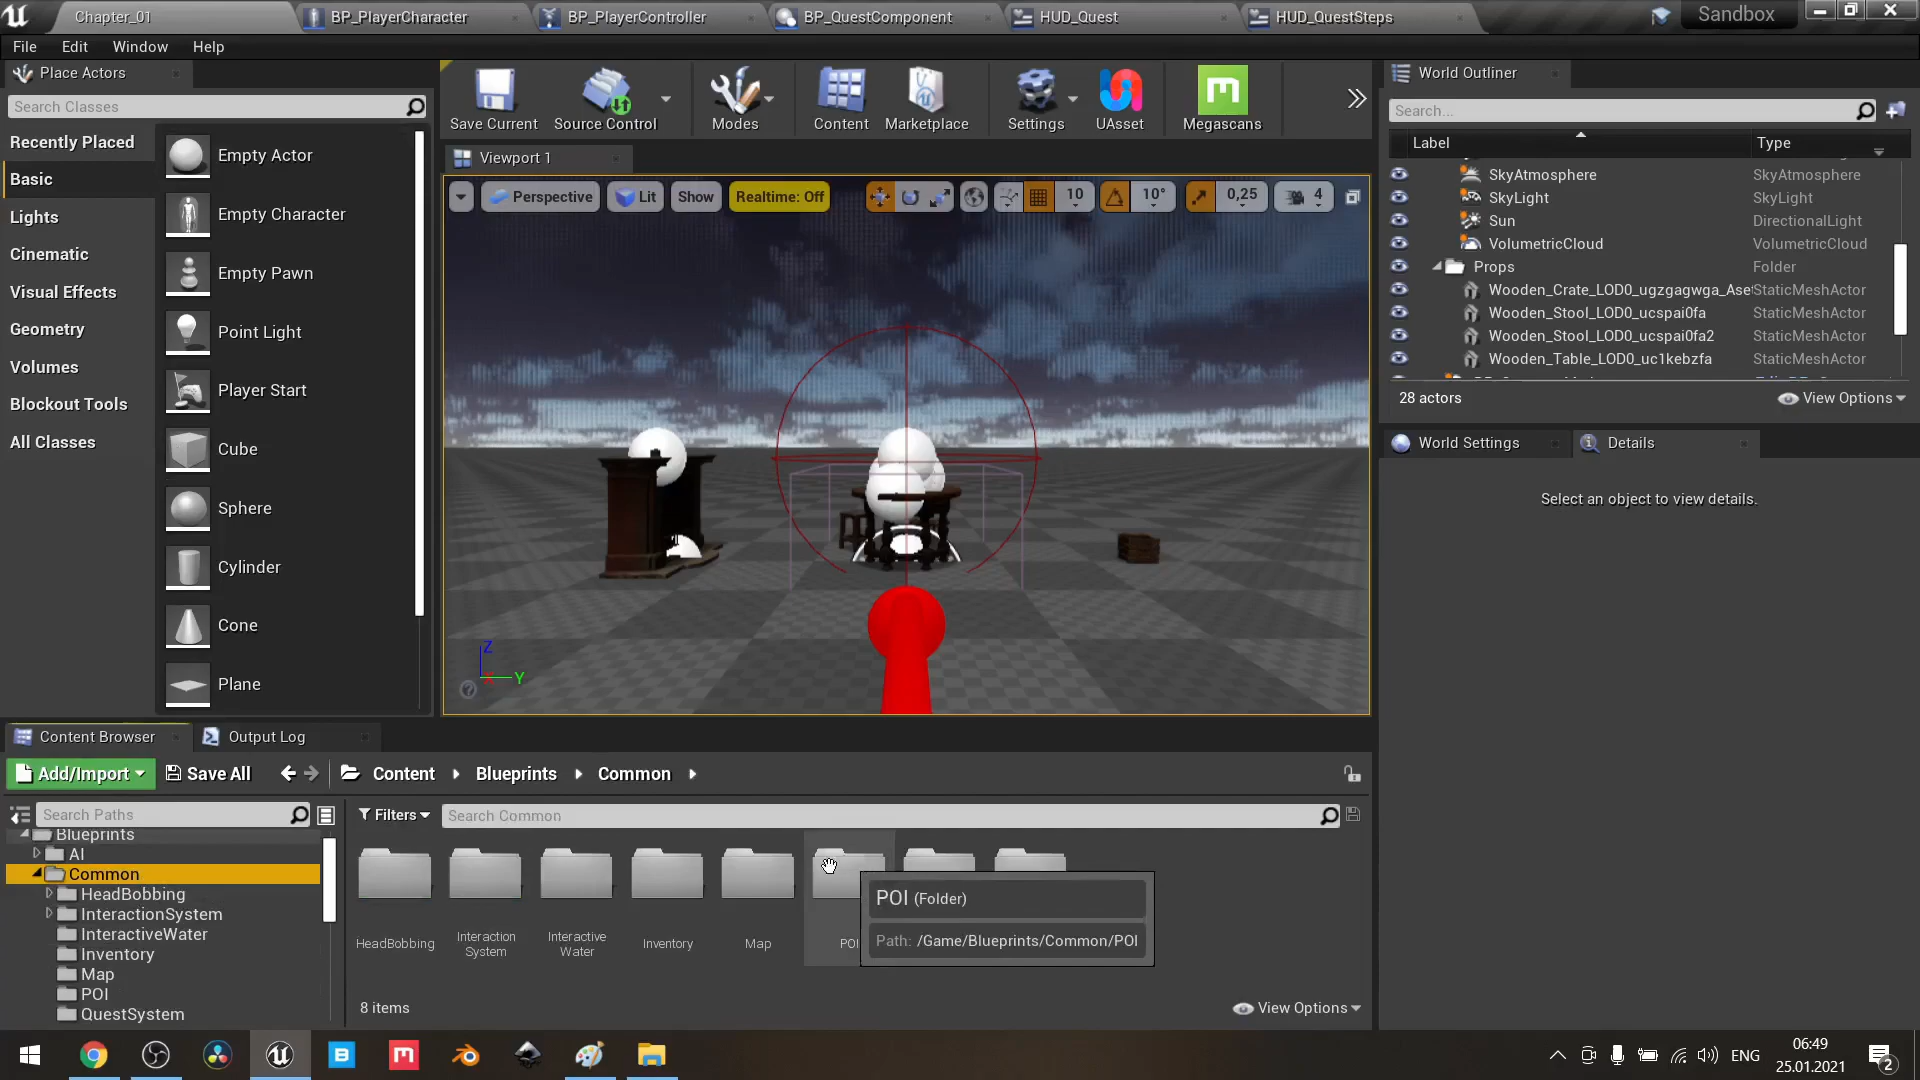 Chapter_01
BP_PlayerCharacter
BP_PlayerController
BP_QuestComponent
HUD_Quest
HUD_QuestSteps
Sandbox
File
Edit
Window
Help
Place Actors
Search Classes
Recently Placed
Basic
Lights
Cinematic
Visual Effects
Geometry
Volumes
Blockout Tools
All Classes
Empty Actor
Empty Character
Empty Pawn
Point Light
Player Start
Cube
Sphere
Cylinder
Cone
Plane
Save Current
Source Control
Modes
Content
Marketplace
Settings
UAsset
Megascans
Viewport 1
Perspective
Lit
Show
Realtime: Off
10
10°
0,25
4
Z
X
Y
World Outliner
Search...
Label
Type
SkyAtmosphere SkyAtmosphere
SkyLight SkyLight
Sun DirectionalLight
VolumetricCloud VolumetricCloud
Props Folder
Wooden_Crate_LOD0_ugzgagwga_Aset StaticMeshActor
Wooden_Stool_LOD0_ucspai0fa StaticMeshActor
Wooden_Stool_LOD0_ucspai0fa2 StaticMeshActor
Wooden_Table_LOD0_uc1kebzfa StaticMeshActor
28 actors
View Options
World Settings
Details
Select an object to view details.
Content Browser
Output Log
Add/Import
Save All
Content
Blueprints
Common
Search Paths
Filters
Search Common
Blueprints
AI
Common
HeadBobbing
InteractionSystem
InteractiveWater
Inventory
Map
POI
QuestSystem
HeadBobbing
Interaction
System
Interactive
Water
Inventory
Map
POI
POI (Folder)
Path: /Game/Blueprints/Common/POI
8 items
View Options
ENG
06:49
25.01.2021
2